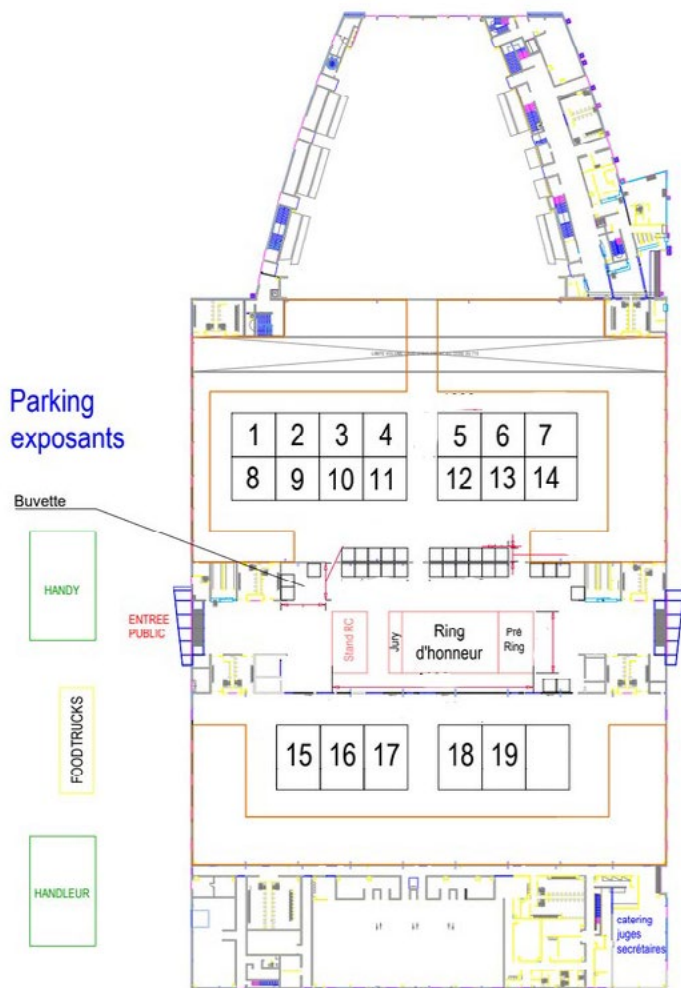 Parking
exposants
1 2 3 4 5 6 7
8 9 10 11 12 13 14
Buvette
HANDY
ENTREE
PUBLIC
Stand RC
Jury
Ring
d'honneur
Pré
Ring
FOODTRUCKS
15 16 17 18 19
HANDLEUR
catering
juges
secrétaires